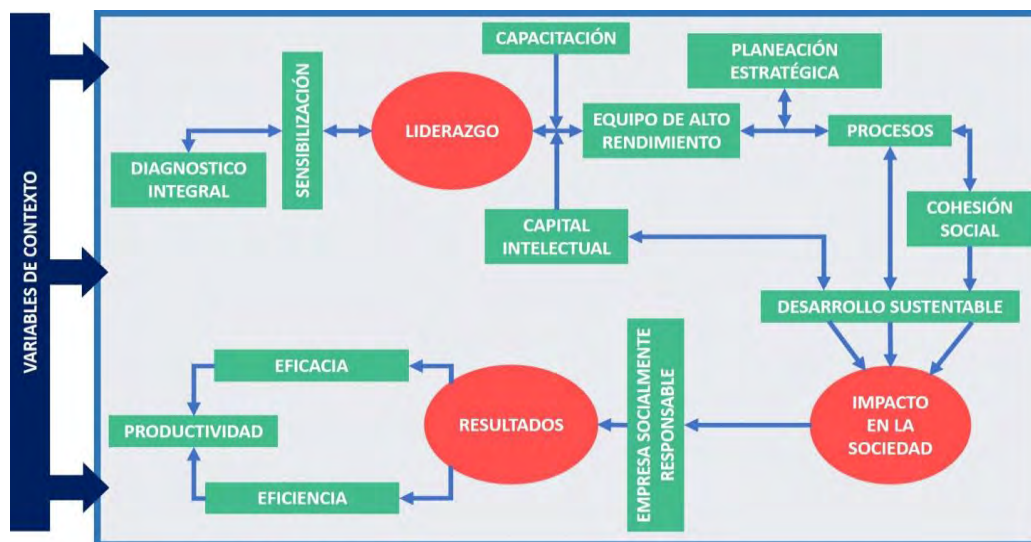 VARIABLES DE CONTEXTO
CAPACITACIÓN
PLANEACIÓN
ESTRATÉGICA
SENSIBILIZACIÓN
LIDERAZGO
EQUIPO DE ALTO
RENDIMIENTO
PROCESOS
DIAGNOSTICO
INTEGRAL
CAPITAL
INTELECTUAL
COHESIÓN
SOCIAL
DESARROLLO SUSTENTABLE
EFICACIA
EMPRESA SOCIALMENTE
RESPONSABLE
IMPACTO
EN LA
SOCIEDAD
RESULTADOS
PRODUCTIVIDAD
EFICIENCIA